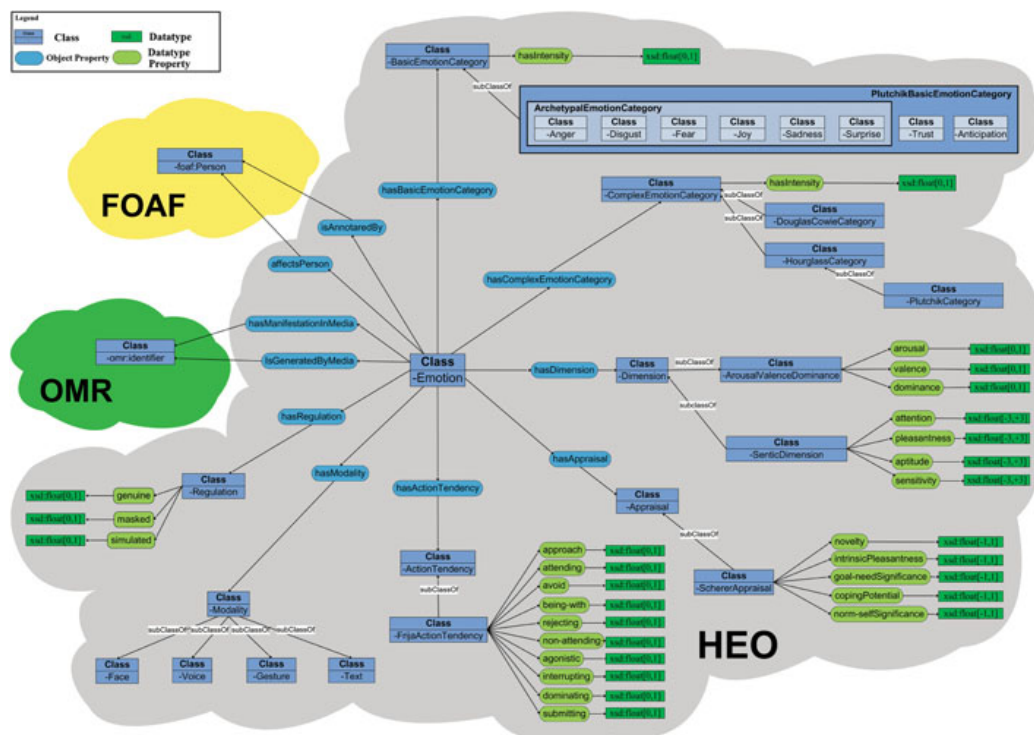 Legend
Class
Class
xsd
Datatype
Object Property
Datatype
Property
Class
-BasicEmotionCategory
hasIntensity
xsd:float[0,1]
subClassOf
PlutchikBasicEmotionCategory
ArchetypalEmotionCategory
Class
-Anger
Class
-Disgust
Class
-Fear
Class
-Joy
Class
-Sadness
Class
-Surprise
Class
-Trust
Class
-Anticipation
Class
-foaf:Person
FOAF
hasBasicEmotionCategory
isAnnotaredBy
affectsPerson
Class
-ComplexEmotionCategory
hasIntensity
xsd:float[0,1]
subClassOf
subClassOf
Class
-DouglasCowieCategory
Class
-HourglassCategory
subClassOf
Class
-PlutchikCategory
hasComplexEmotionCategory
hasManifestationInMedia
Class
-omr:identifier
IsGeneratedByMedia
OMR
Class
-Emotion
hasDimension
Class
-Dimension
subClassOf
Class
-ArousalValenceDominance
arousal
xsd:float[0,1]
valence
xsd:float[0,1]
dominance
xsd:float[0,1]
subclassOf
Class
-SenticDimension
attention
xsd:float[-3,+3]
pleasantness
xsd:float[-3,+3]
aptitude
xsd:float[-3,+3]
sensitivity
xsd:float[-3,+3]
hasRegulation
hasModality
hasActionTendency
hasAppraisal
Class
-Regulation
genuine
xsd:float[0,1]
masked
xsd:float[0,1]
simulated
xsd:float[0,1]
Class
-Appraisal
subClassOf
Class
-SchererAppraisal
novelty
xsd:float[-1,1]
intrinsicPleasantness
xsd:float[-1,1]
goal-needSignificance
xsd:float[-1,1]
copingPotential
xsd:float[-1,1]
norm-selfSignificance
xsd:float[-1,1]
Class
-ActionTendency
subClassOf
Class
-FrijaActionTendency
approach
xsd:float[0,1]
attending
xsd:float[0,1]
avoid
xsd:float[0,1]
being-with
xsd:float[0,1]
rejecting
xsd:float[0,1]
non-attending
xsd:float[0,1]
agonistic
xsd:float[0,1]
interrupting
xsd:float[0,1]
dominating
xsd:float[0,1]
submitting
xsd:float[0,1]
Class
-Modality
subClassOf
subClassOf
subClassOf
subClassOf
Class
-Face
Class
-Voice
Class
-Gesture
Class
-Text
HEO